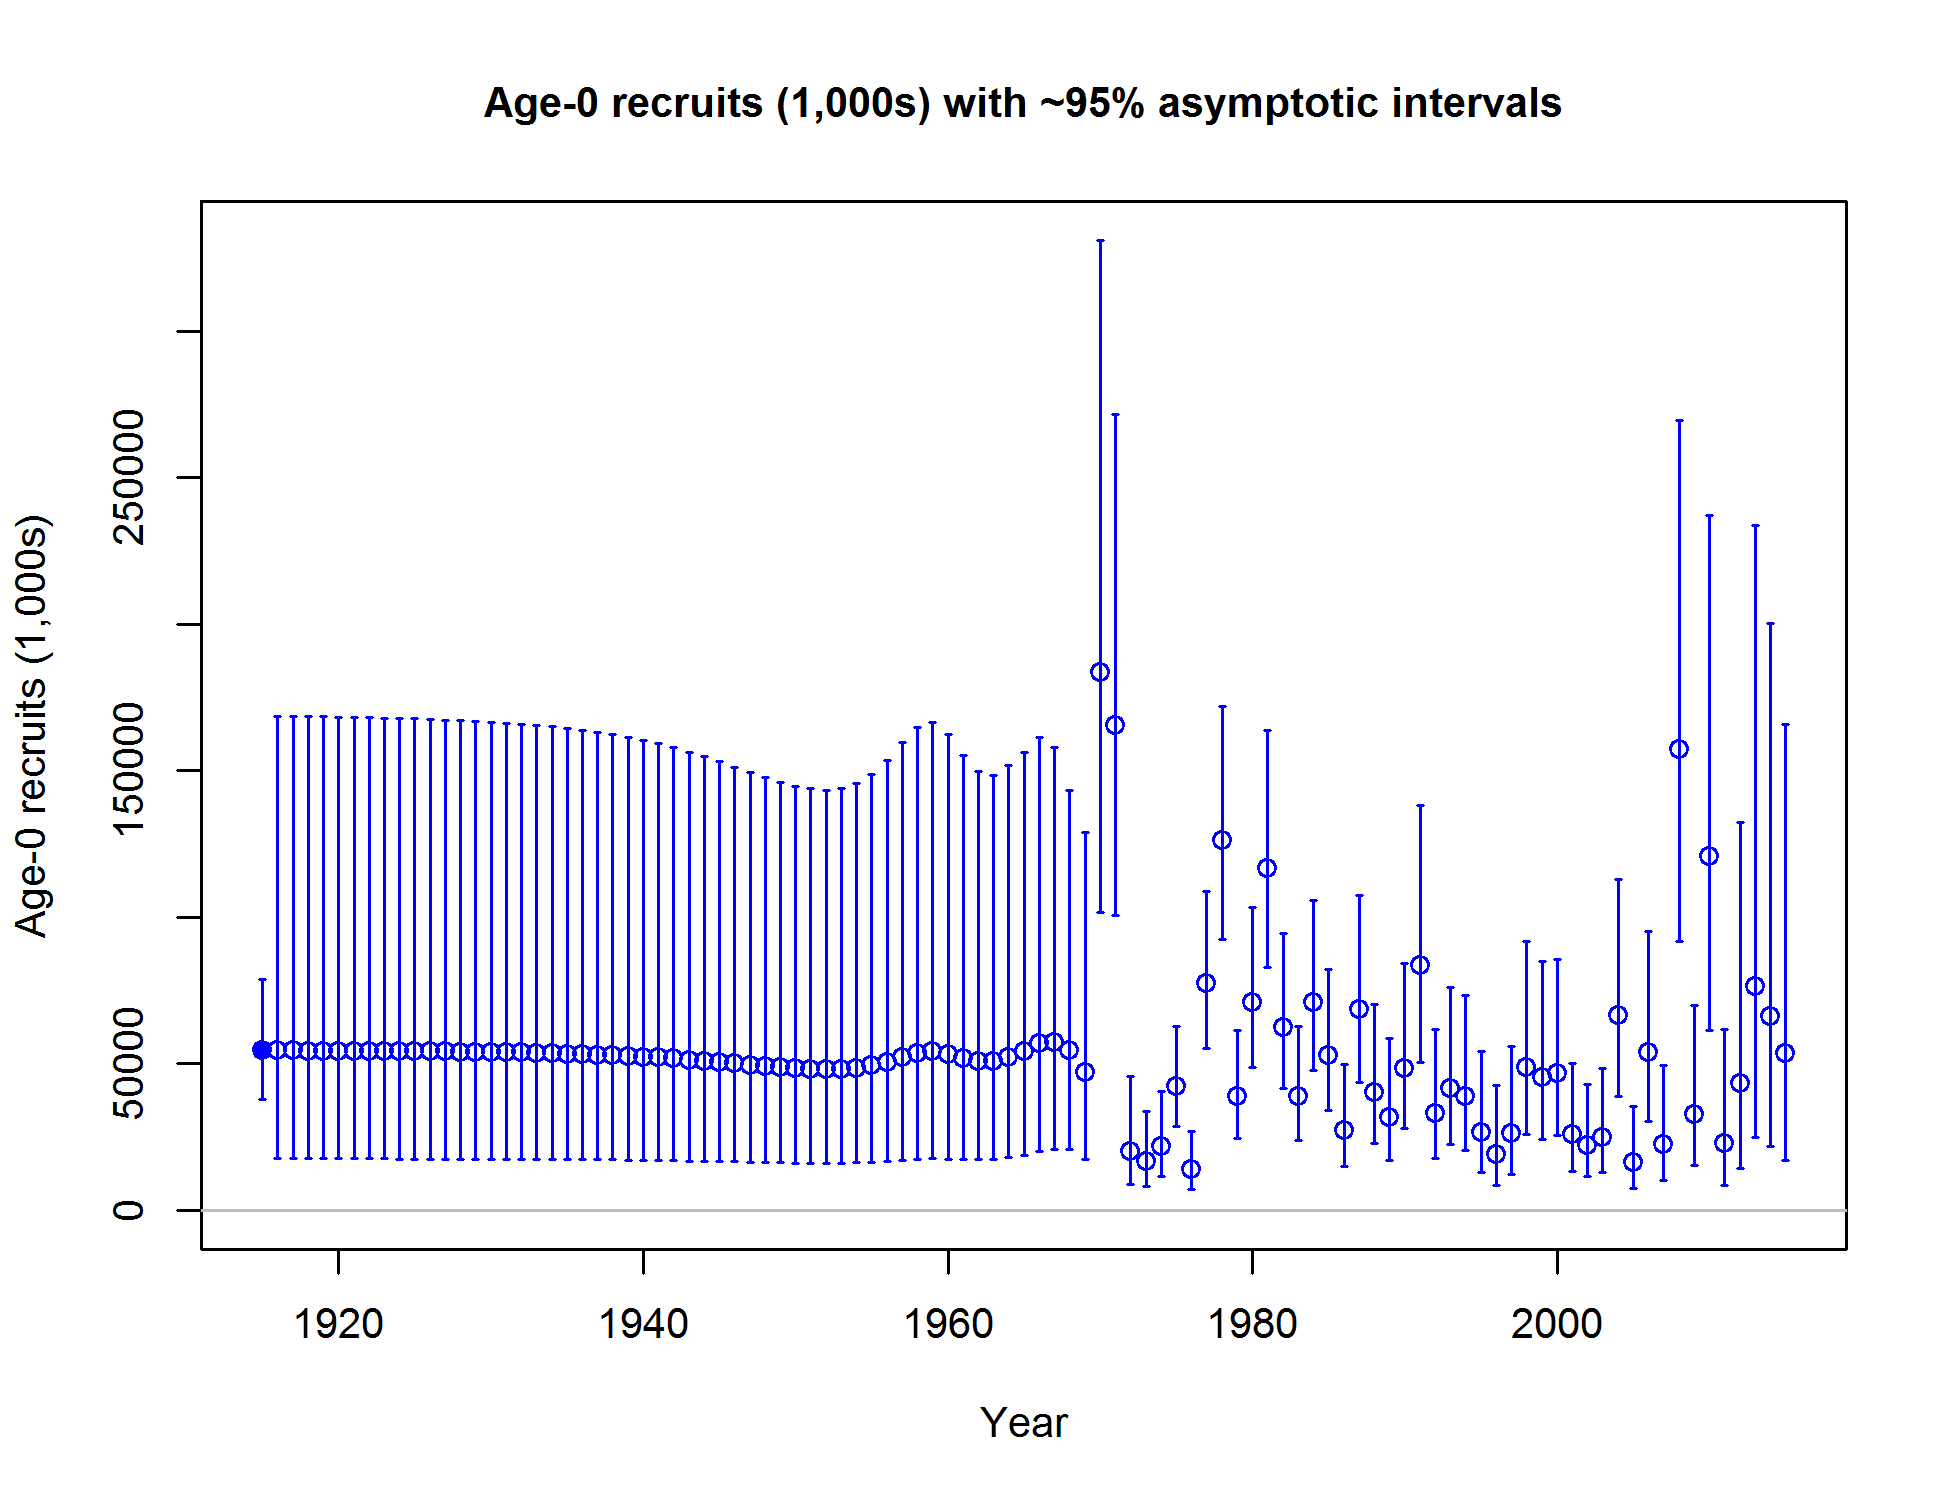 Age-0 recruits (1,000s) with ~95% asymptotic intervals
Age-0 recruits (1,000s)
250000
150000
50000
0
1920 1940 1960 1980 2000
Year